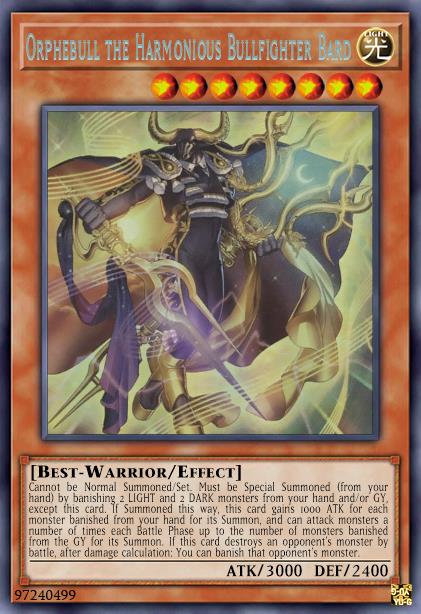 Orphebull the Harmonious Bullfighter Bard
LIGHT
光
[Best-Warrior/Effect]
Cannot be Normal Summoned/Set. Must be Special Summoned (from your
hand) by banishing 2 LIGHT and 2 DARK monsters from your hand and/or GY,
except this card. If Summoned this way, this card gains 1000 ATK for each
monster banished from your hand for its Summon, and can attack monsters a
number of times each Battle Phase up to the number of monsters banished
from the GY for its Summon. If this card destroys an opponent's monster by
battle, after damage calculation: You can banish that opponent's monster.
ATK/3000 DEF/2400
97240499